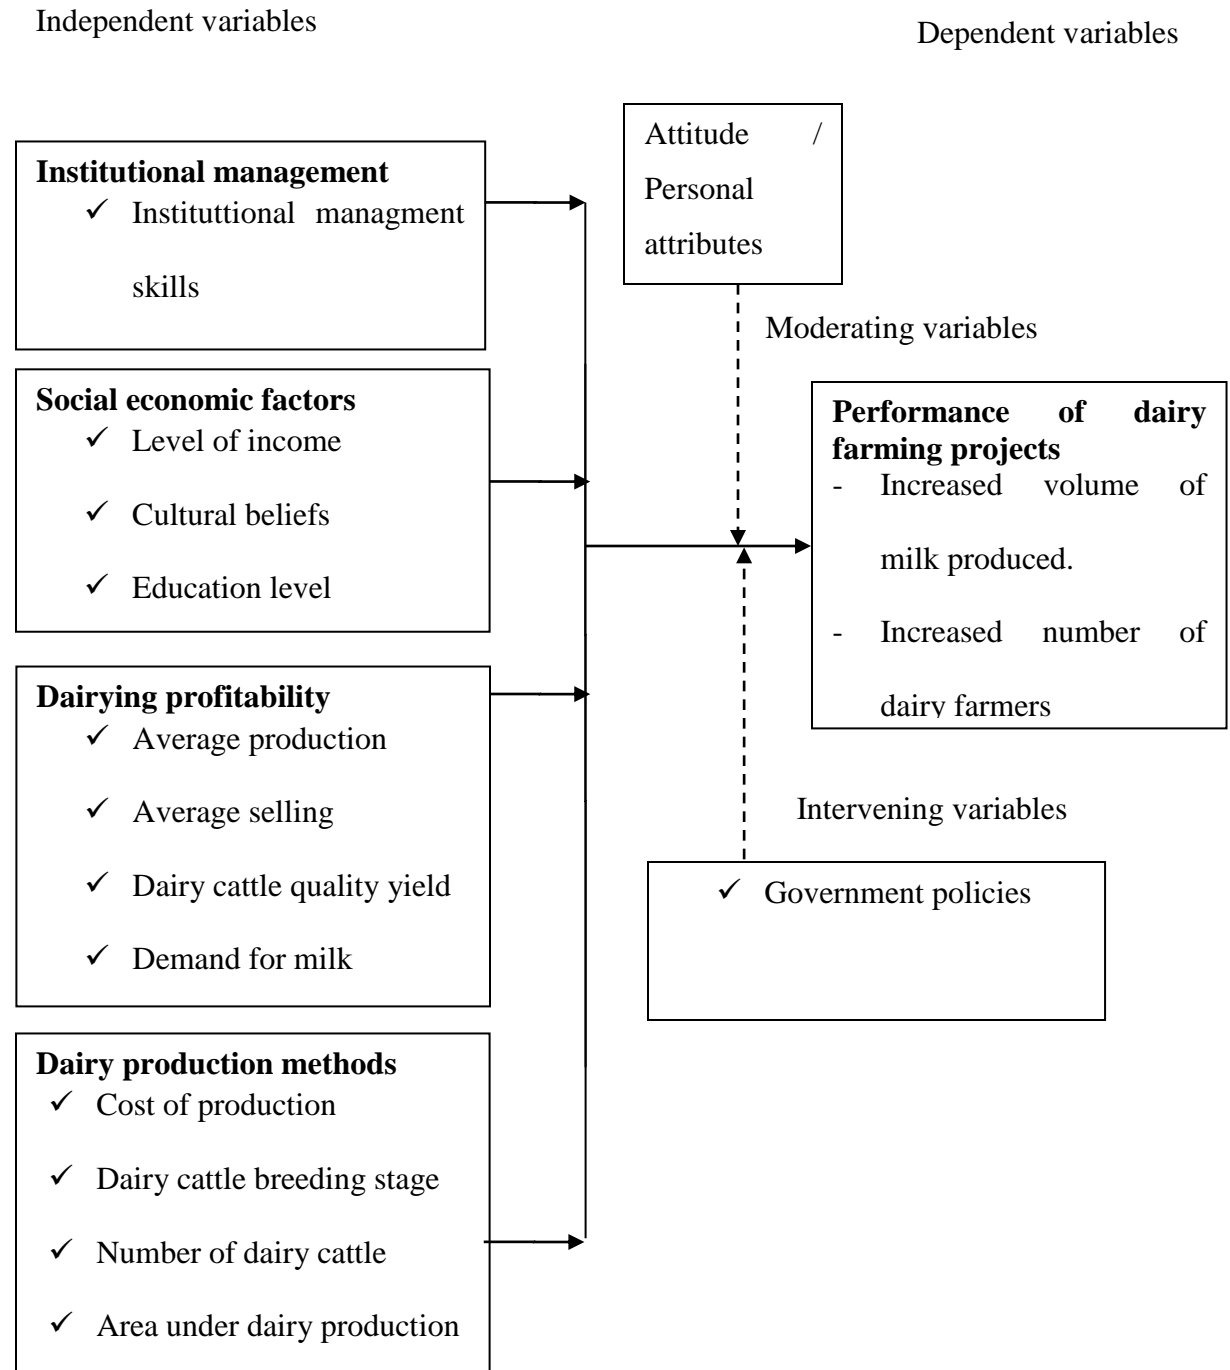 Independent variables
Dependent variables
Institutional management
✓ Instituttional managment
skills
Social economic factors
✓ Level of income
✓ Cultural beliefs
✓ Education level
Dairying profitability
✓ Average production
✓ Average selling
✓ Dairy cattle quality yield
✓ Demand for milk
Dairy production methods
✓ Cost of production
✓ Dairy cattle breeding stage
✓ Number of dairy cattle
✓ Area under dairy production
Attitude /
Personal
attributes
Moderating variables
Performance of dairy
farming projects
- Increased volume of
milk produced.
- Increased number of
dairy farmers
Intervening variables
✓ Government policies